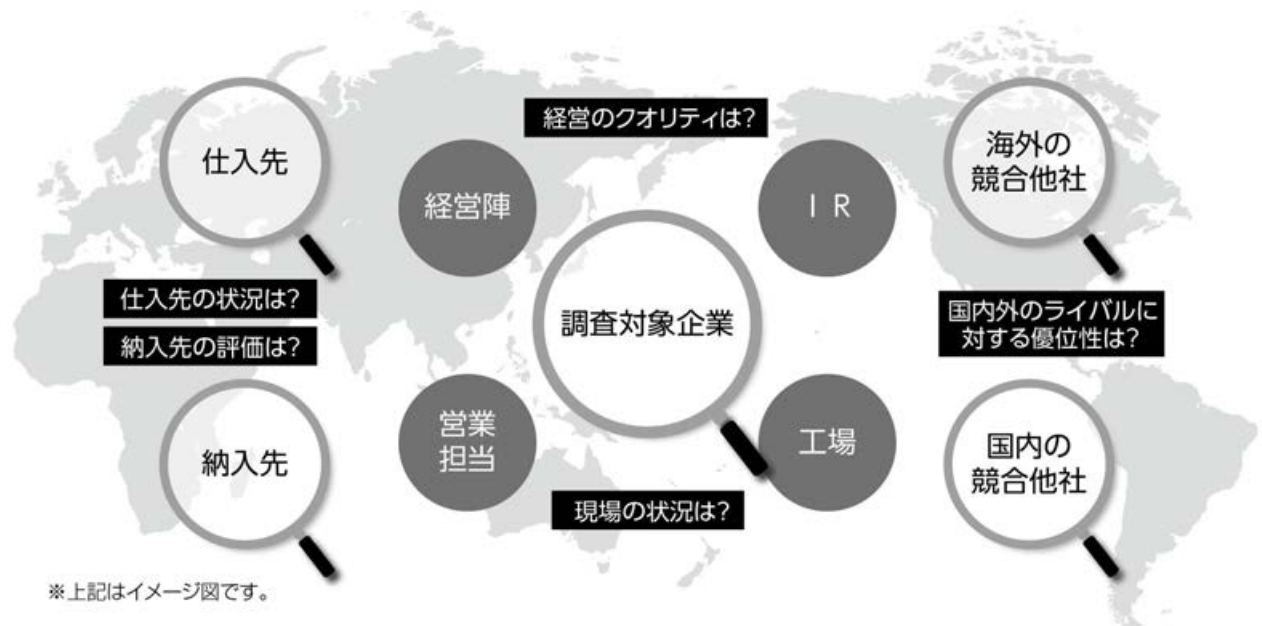 経営のクオリティは?
仕入先
経営陣
ＩＲ
海外の
競合他社
調査対象企業
仕入先の状況は?
納入先の評価は?
国内外のライバルに
対する優位性は?
納入先
営業
担当
工場
国内の
競合他社
現場の状況は?
※上記はイメージ図です。